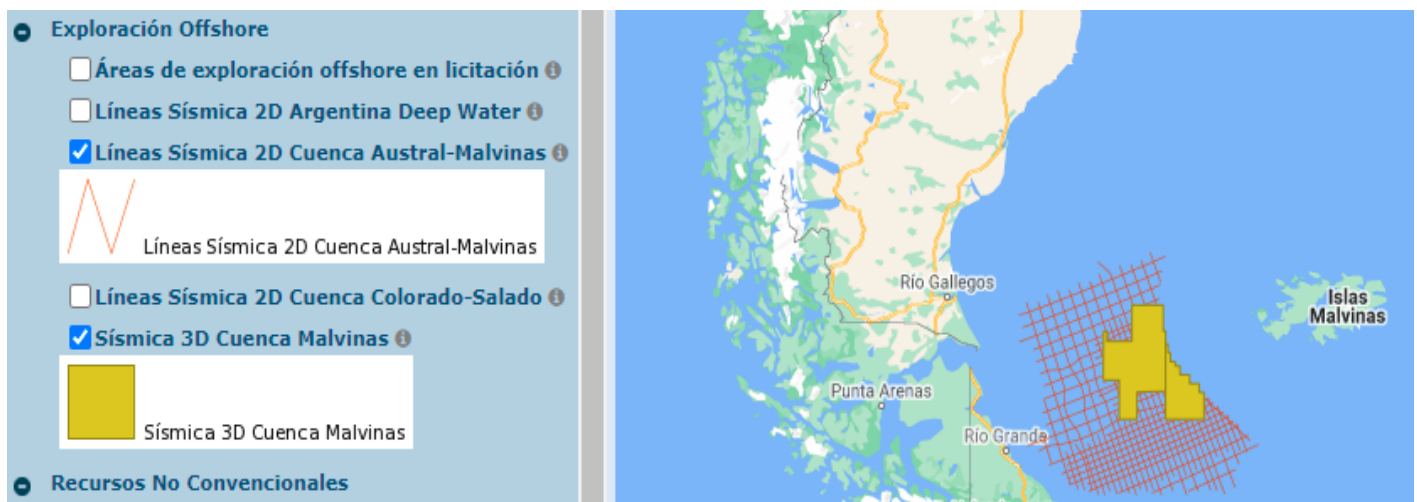 Exploración Offshore
Áreas de exploración offshore en licitación
Líneas Sísmica 2D Argentina Deep Water
Líneas Sísmica 2D Cuenca Austral-Malvinas
Líneas Sísmica 2D Cuenca Austral-Malvinas
Líneas Sísmica 2D Cuenca Colorado-Salado
Sísmica 3D Cuenca Malvinas
Sísmica 3D Cuenca Malvinas
Recursos No Convencionales
Río Gallegos
Islas
Malvinas
Punta Arenas
Río Grande